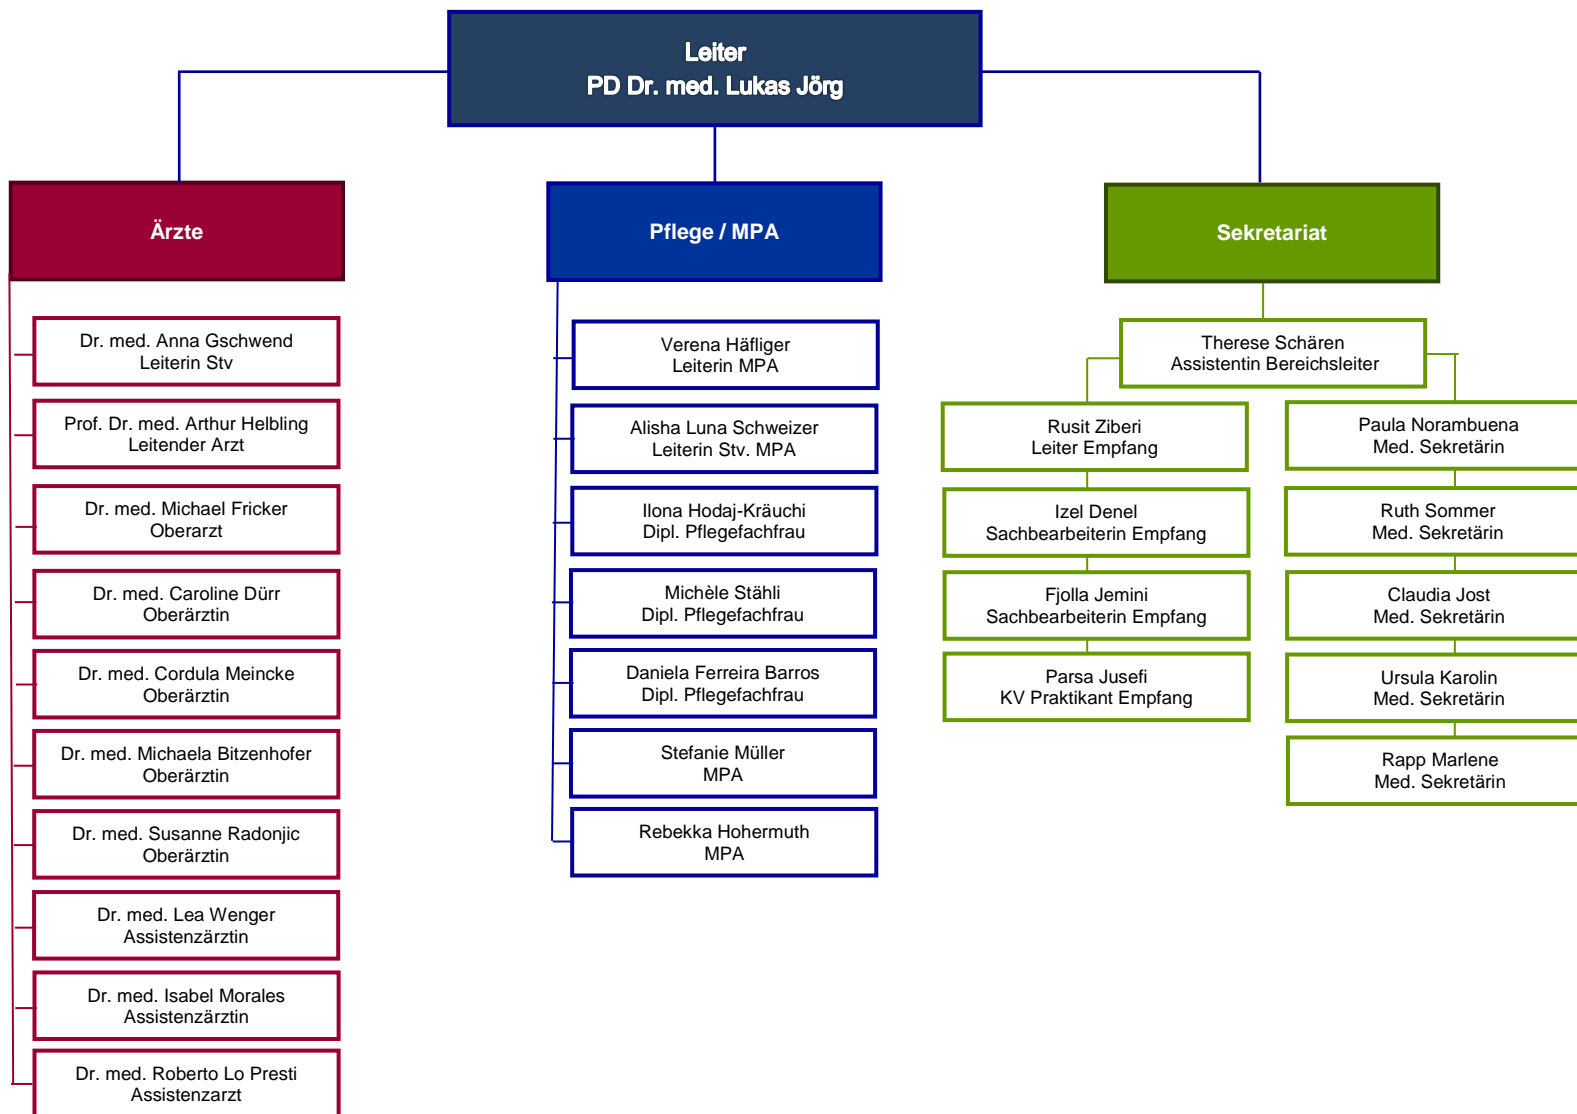 Leiter
PD Dr. med. Lukas Jörg
Ärzte
Dr. med. Anna Gschwend
Leiterin Stv
Prof. Dr. med. Arthur Helbling
Leitender Arzt
Dr. med. Michael Fricker
Oberarzt
Dr. med. Caroline Dürr
Oberärztin
Dr. med. Cordula Meincke
Oberärztin
Dr. med. Michaela Bitzenhofer
Oberärztin
Dr. med. Susanne Radonjic
Oberärztin
Dr. med. Lea Wenger
Assistenzärztin
Dr. med. Isabel Morales
Assistenzärztin
Dr. med. Roberto Lo Presti
Assistenzarzt
Pflege / MPA
Verena Häfliger
Leiterin MPA
Alisha Luna Schweizer
Leiterin Stv. MPA
Ilona Hodaj-Kräuchi
Dipl. Pflegefachfrau
Michèle Stähli
Dipl. Pflegefachfrau
Daniela Ferreira Barros
Dipl. Pflegefachfrau
Stefanie Müller
MPA
Rebekka Hohermuth
MPA
Sekretariat
Therese Schären
Assistentin Bereichsleiter
Rusit Ziberi
Leiter Empfang
Izel Denel
Sachbearbeiterin Empfang
Fjolla Jemini
Sachbearbeiterin Empfang
Parsa Jusefi
KV Praktikant Empfang
Paula Norambuena
Med. Sekretärin
Ruth Sommer
Med. Sekretärin
Claudia Jost
Med. Sekretärin
Ursula Karolin
Med. Sekretärin
Rapp Marlene
Med. Sekretärin